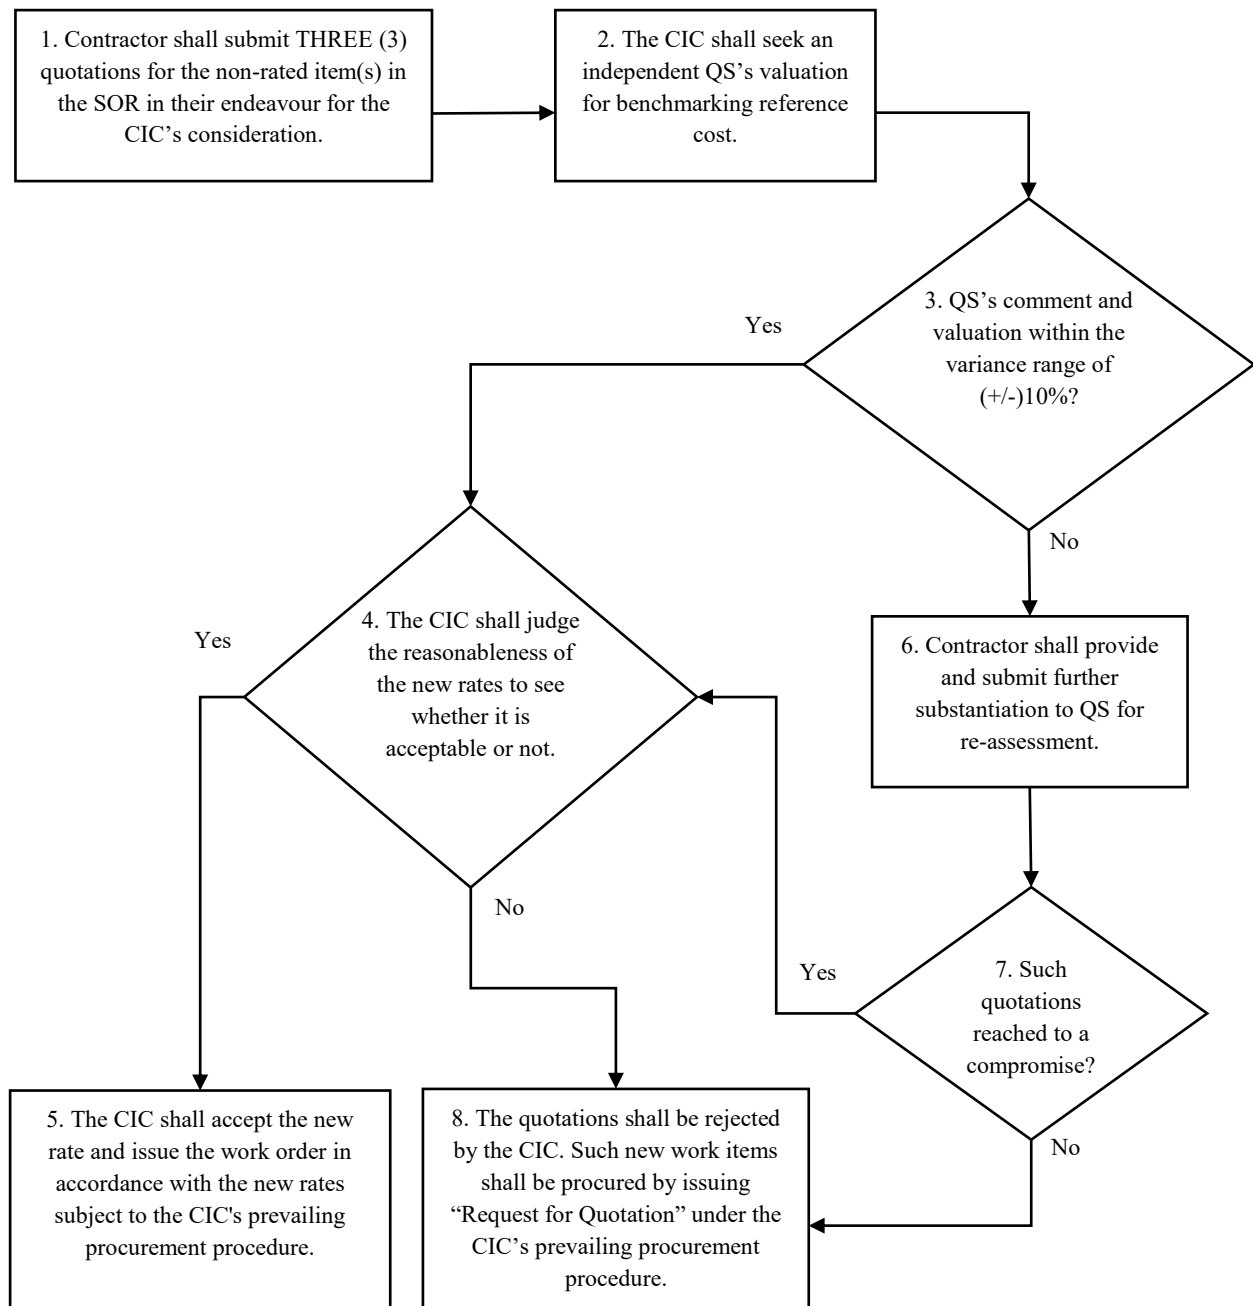 1. Contractor shall submit THREE (3)
quotations for the non-rated item(s) in
the SOR in their endeavour for the
CIC’s consideration.
2. The CIC shall seek an
independent QS’s valuation
for benchmarking reference
cost.
3. QS’s comment and
valuation within the
variance range of
(+/-)10%?
Yes
No
4. The CIC shall judge
the reasonableness of
the new rates to see
whether it is
acceptable or not.
Yes
No
6. Contractor shall provide
and submit further
substantiation to QS for
re-assessment.
7. Such
quotations
reached to a
compromise?
Yes
No
5. The CIC shall accept the new
rate and issue the work order in
accordance with the new rates
subject to the CIC's prevailing
procurement procedure.
8. The quotations shall be rejected
by the CIC. Such new work items
shall be procured by issuing
“Request for Quotation” under the
CIC’s prevailing procurement
procedure.